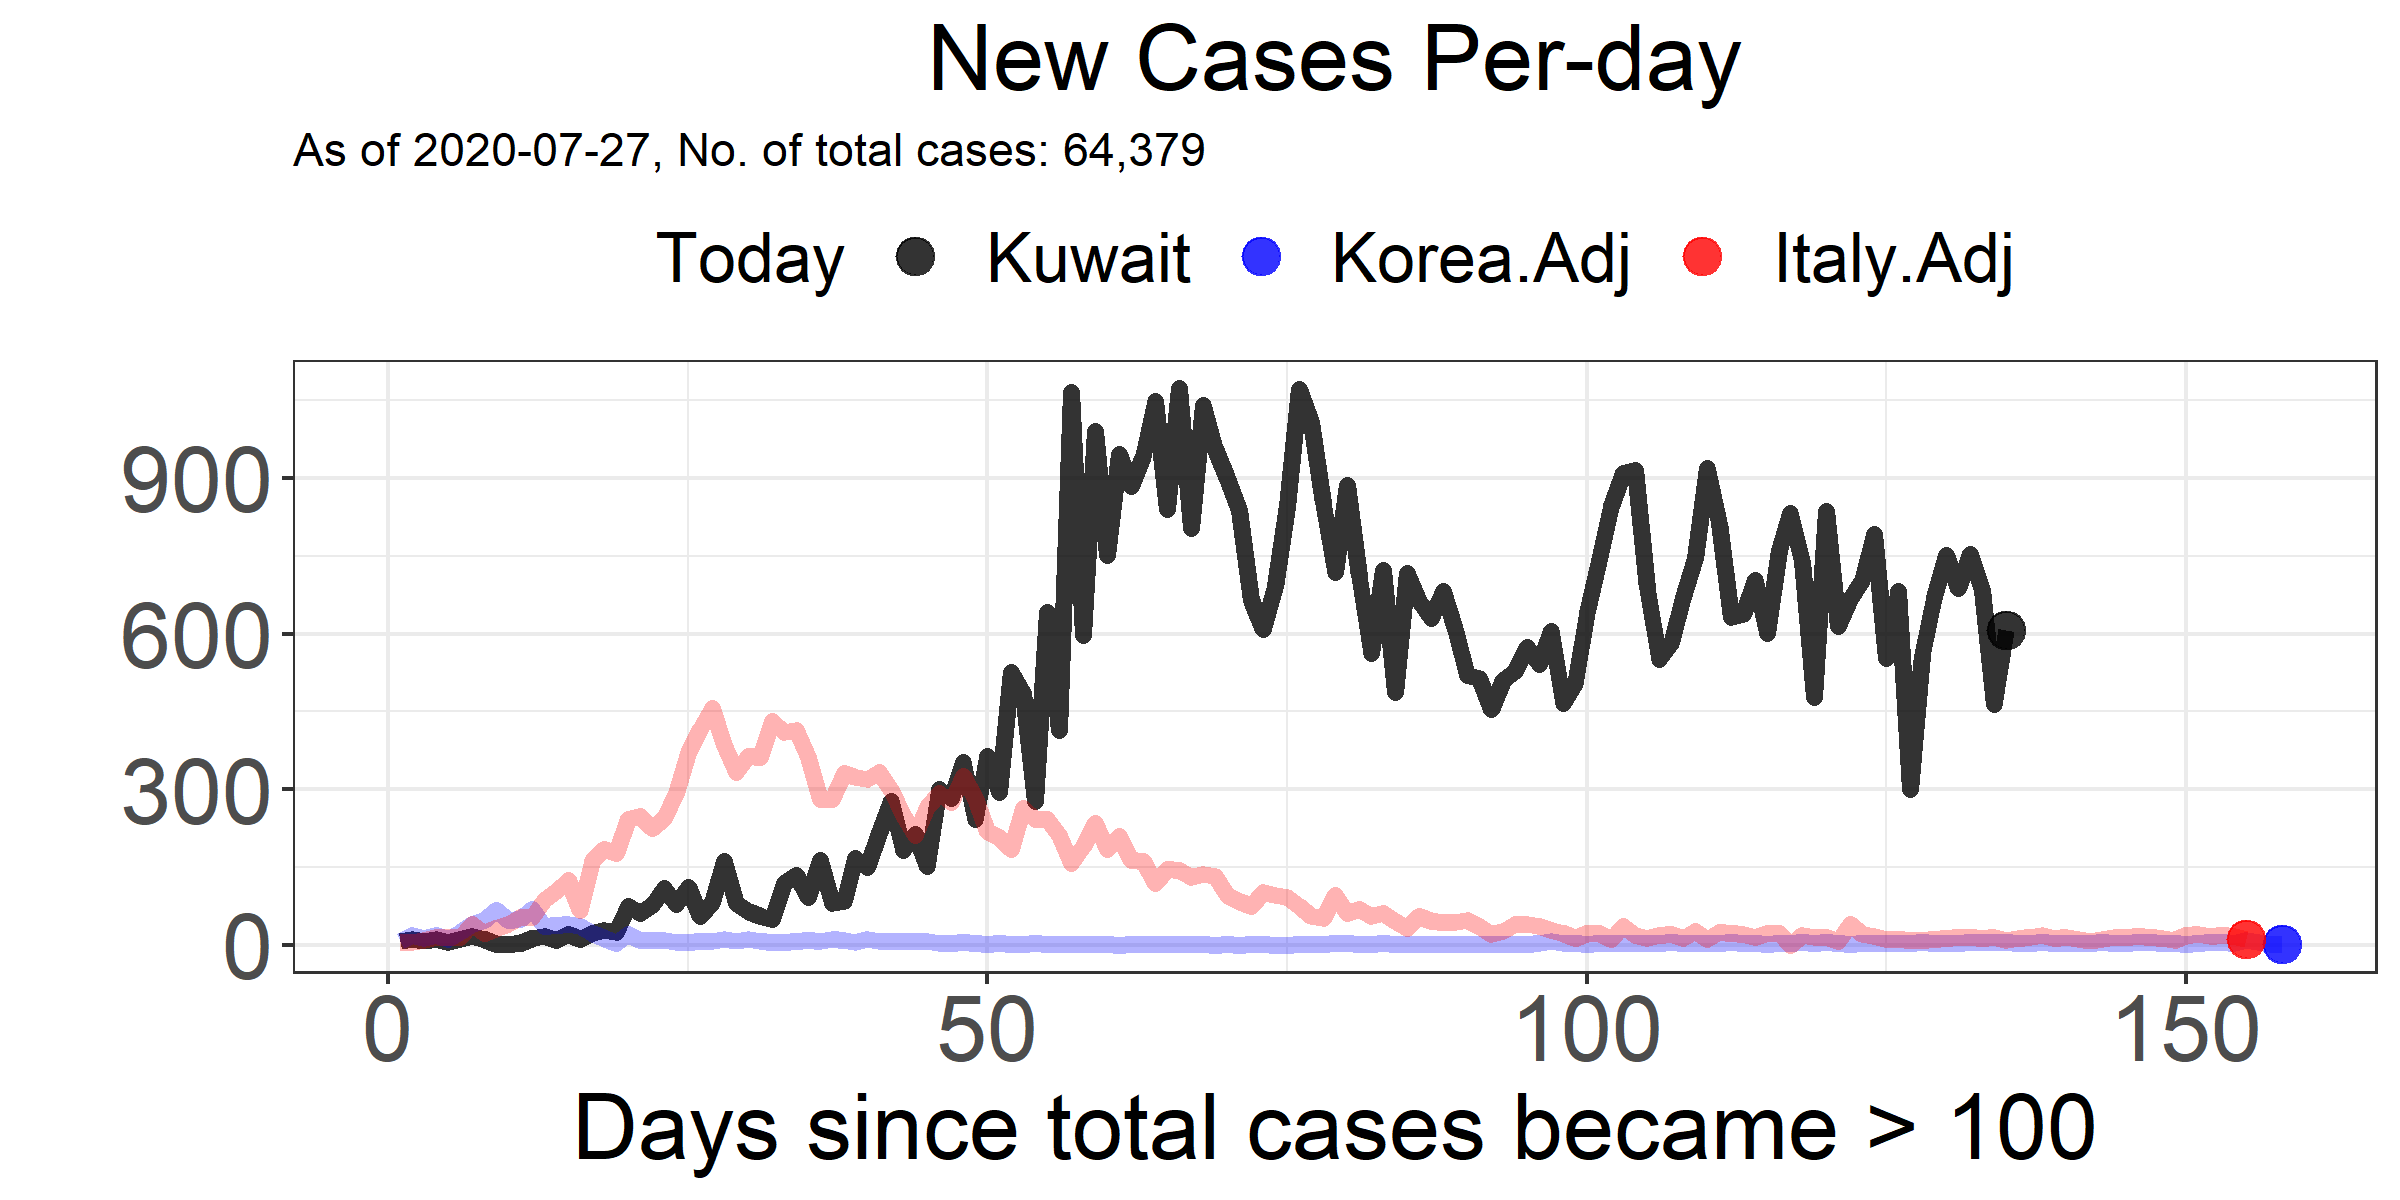 New Cases Per-day
As of 2020-07-27, No. of total cases: 64,379
Today Kuwait Korea.Adj Italy.Adj
900
600
300
0
0 50 100 150
Days since total cases became > 100